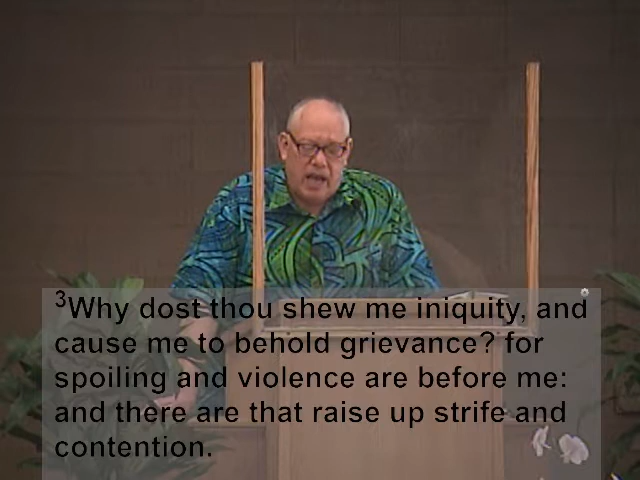 ³Why dost thou shew me iniquity, and
cause me to behold grievance? for
spoiling and violence are before me:
and there are that raise up strife and
contention.